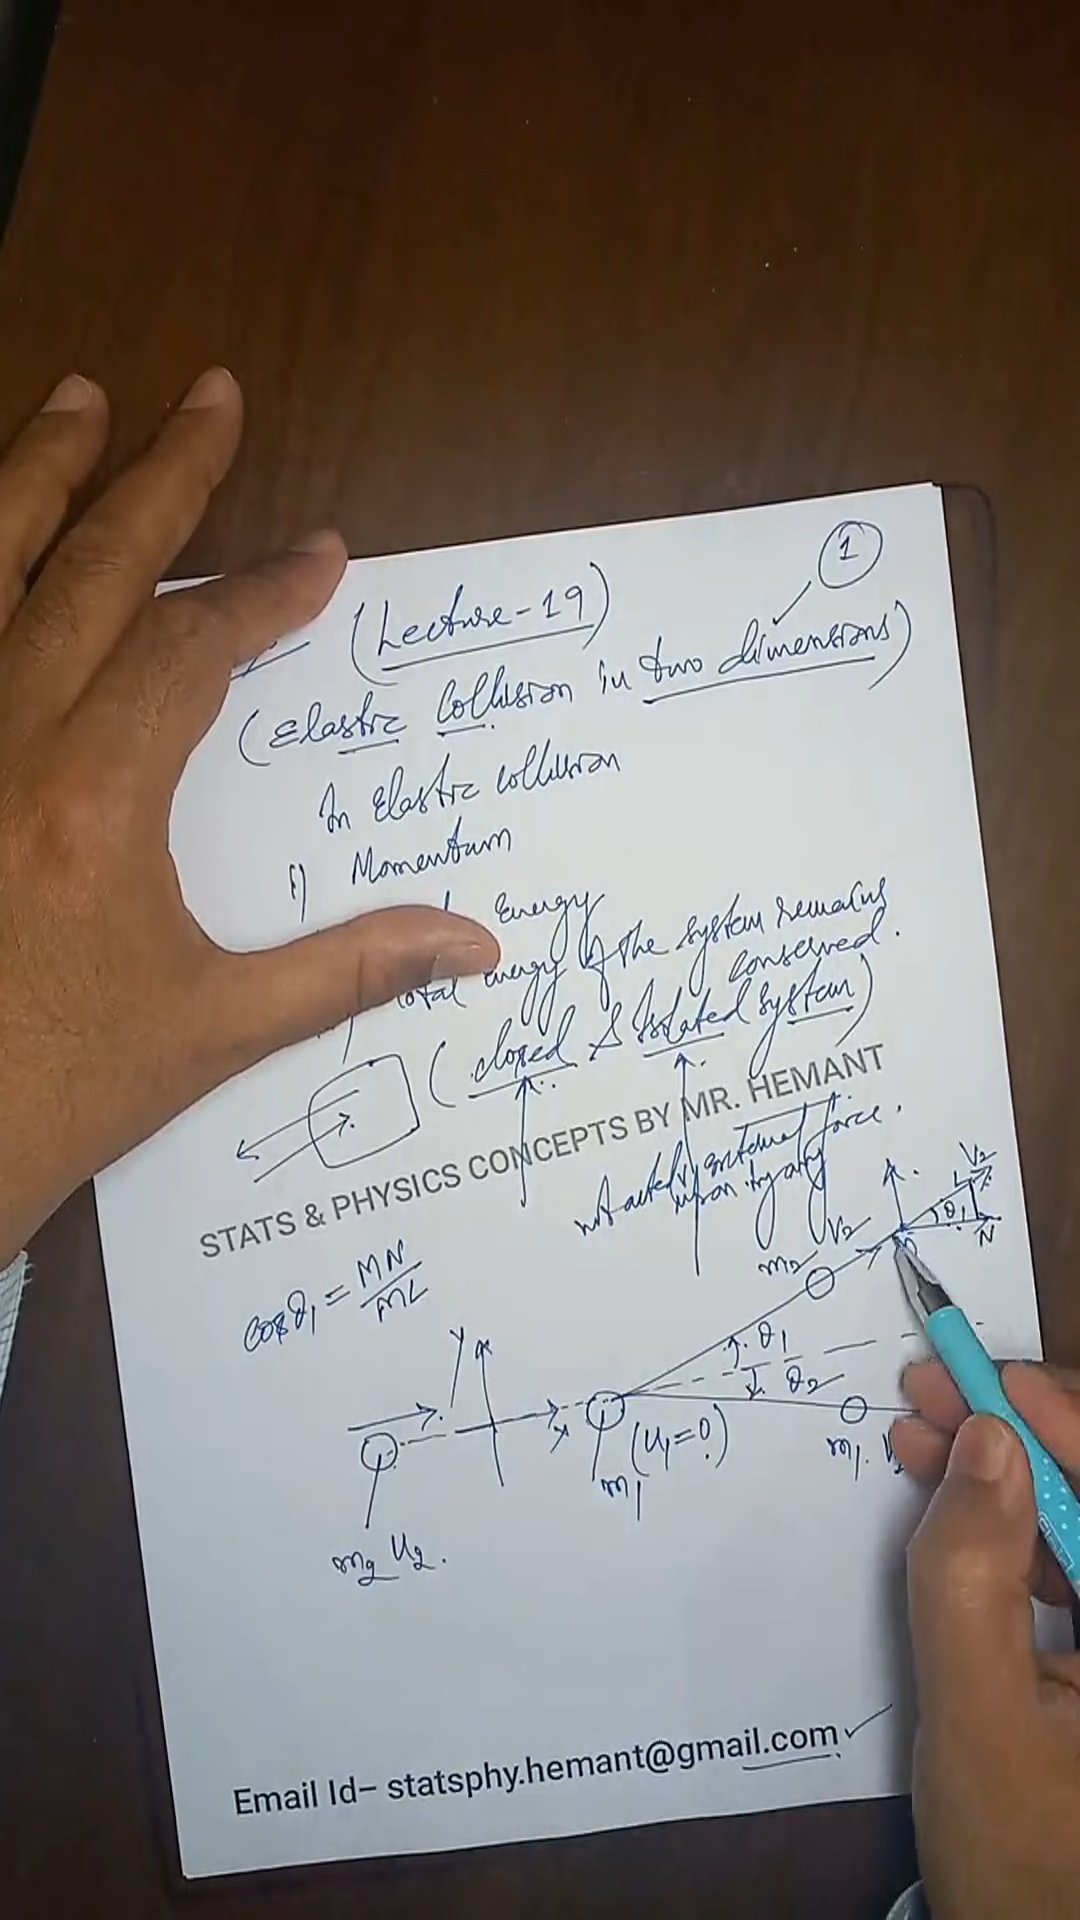 1
(Lecture-19)
(Elastic Collision in two dimensions)
In Elastic collision
i) Momentum
Energy
Total energy of the system remains
conserved.
(closed & Isolated system)
STATS & PHYSICS CONCEPTS BY MR. HEMANT
not acted
upon by any external force.
cosθ₁ = MN/ML
V₂
L
θ₁
N
m₂ V₂
Y
θ₁
θ₂
X
(U₁=0)
m₁
m₁
m₂ U₂.
Email Id– statsphy.hemant@gmail.com